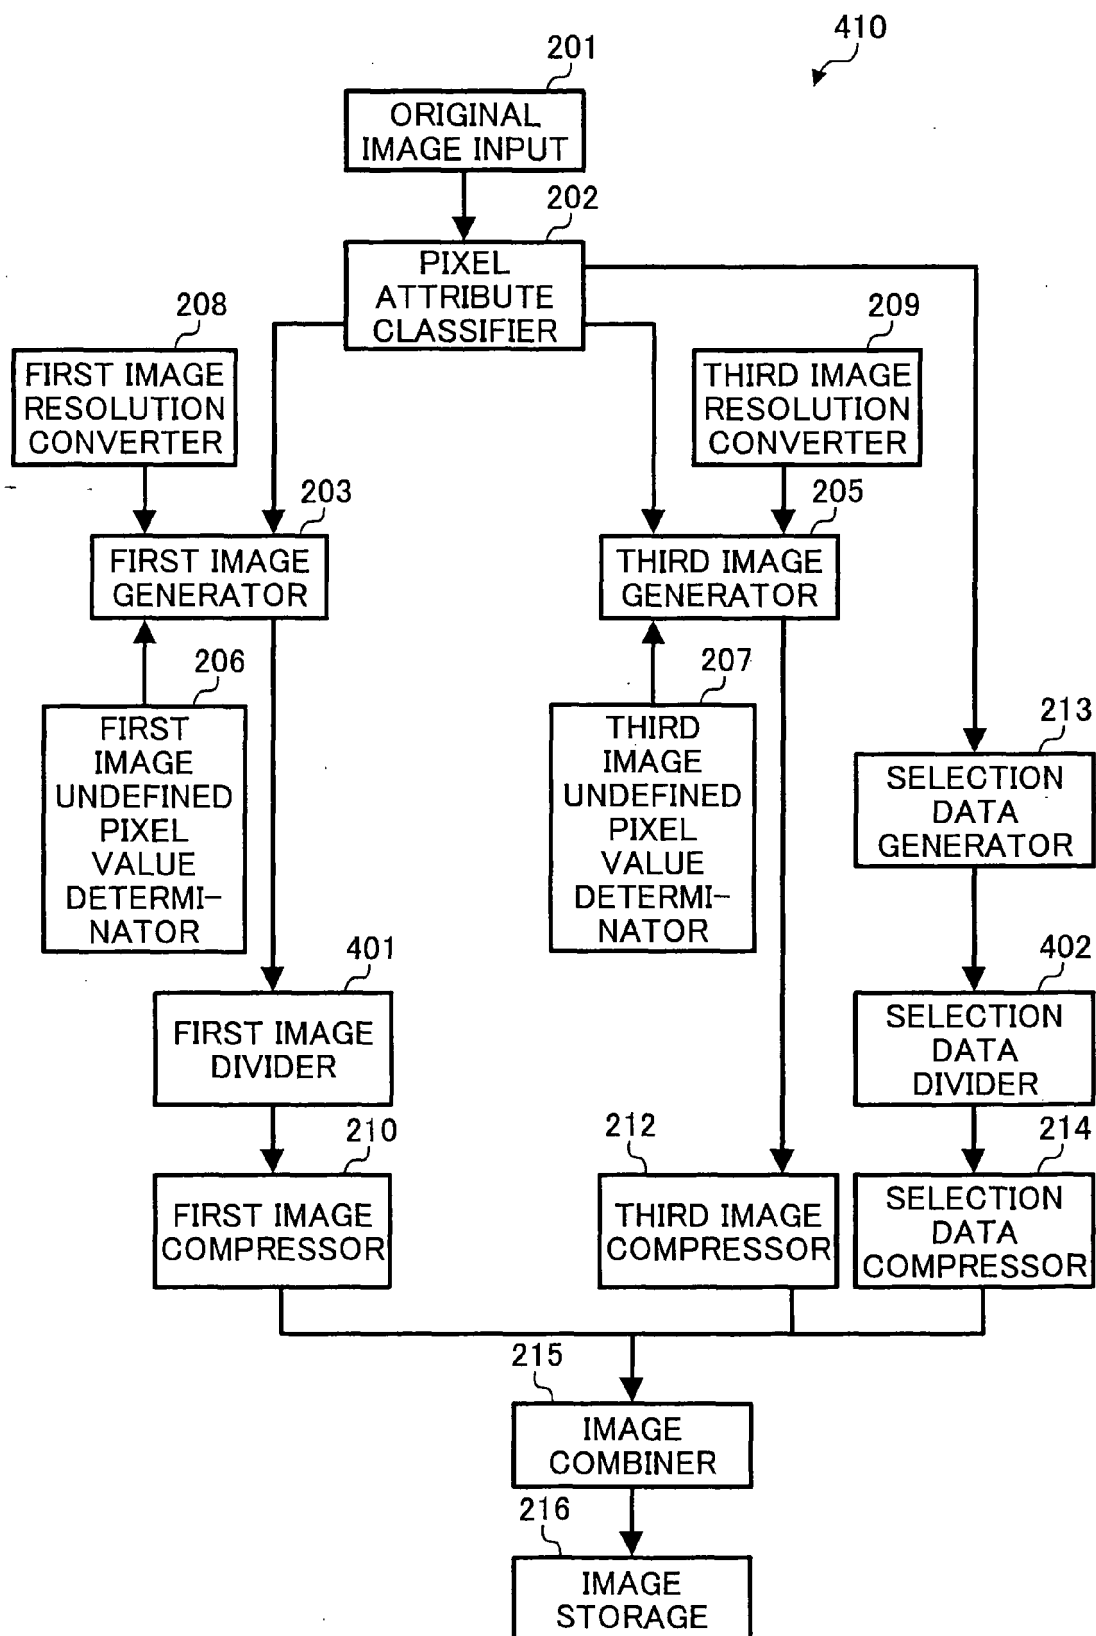 410
201
ORIGINAL
IMAGE INPUT
202
PIXEL
ATTRIBUTE
CLASSIFIER
208
FIRST IMAGE
RESOLUTION
CONVERTER
209
THIRD IMAGE
RESOLUTION
CONVERTER
203
FIRST IMAGE
GENERATOR
205
THIRD IMAGE
GENERATOR
206
FIRST
IMAGE
UNDEFINED
PIXEL
VALUE
DETERMI-
NATOR
207
THIRD
IMAGE
UNDEFINED
PIXEL
VALUE
DETERMI-
NATOR
213
SELECTION
DATA
GENERATOR
401
FIRST IMAGE
DIVIDER
402
SELECTION
DATA
DIVIDER
210
FIRST IMAGE
COMPRESSOR
212
THIRD IMAGE
COMPRESSOR
214
SELECTION
DATA
COMPRESSOR
215
IMAGE
COMBINER
216
IMAGE
STORAGE